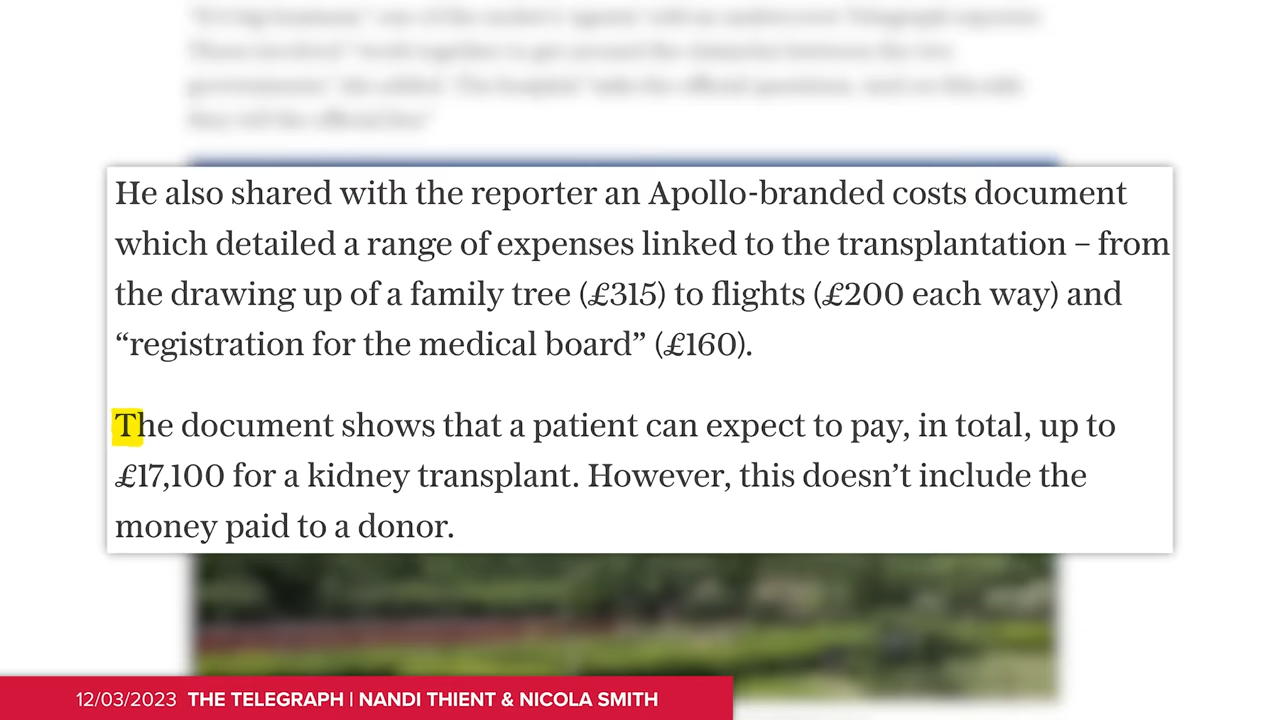 He also shared with the reporter an Apollo-branded costs document
which detailed a range of expenses linked to the transplantation – from
the drawing up of a family tree (£315) to flights (£200 each way) and
“registration for the medical board” (£160).
The document shows that a patient can expect to pay, in total, up to
£17,100 for a kidney transplant. However, this doesn’t include the
money paid to a donor.
12/03/2023 THE TELEGRAPH | NANDI THIENT & NICOLA SMITH